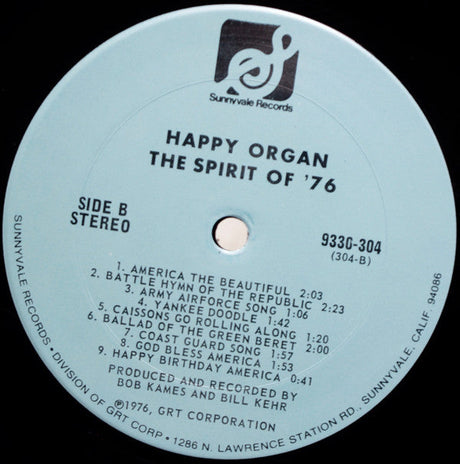 Sunnyvale Records
HAPPY ORGAN
THE SPIRIT OF '76
SIDE B
STEREO
9330-304
(304-B)
1. AMERICA THE BEAUTIFUL 2:03
2. BATTLE HYMN OF THE REPUBLIC 2:23
3. ARMY AIRFORCE SONG 1:06
4. YANKEE DOODLE 1:42
5. CAISSONS GO ROLLING ALONG 1:20
6. BALLAD OF THE GREEN BERET 2:00
7. COAST GUARD SONG 1:57
8. GOD BLESS AMERICA 1:53
9. HAPPY BIRTHDAY AMERICA 0:41
PRODUCED AND RECORDED BY
BOB KAMES AND BILL KEHR
℗1976, GRT CORPORATION
SUNNYVALE RECORDS • DIVISION OF GRT CORP • 1286 N. LAWRENCE STATION RD., SUNNYVALE, CALIF. 94086